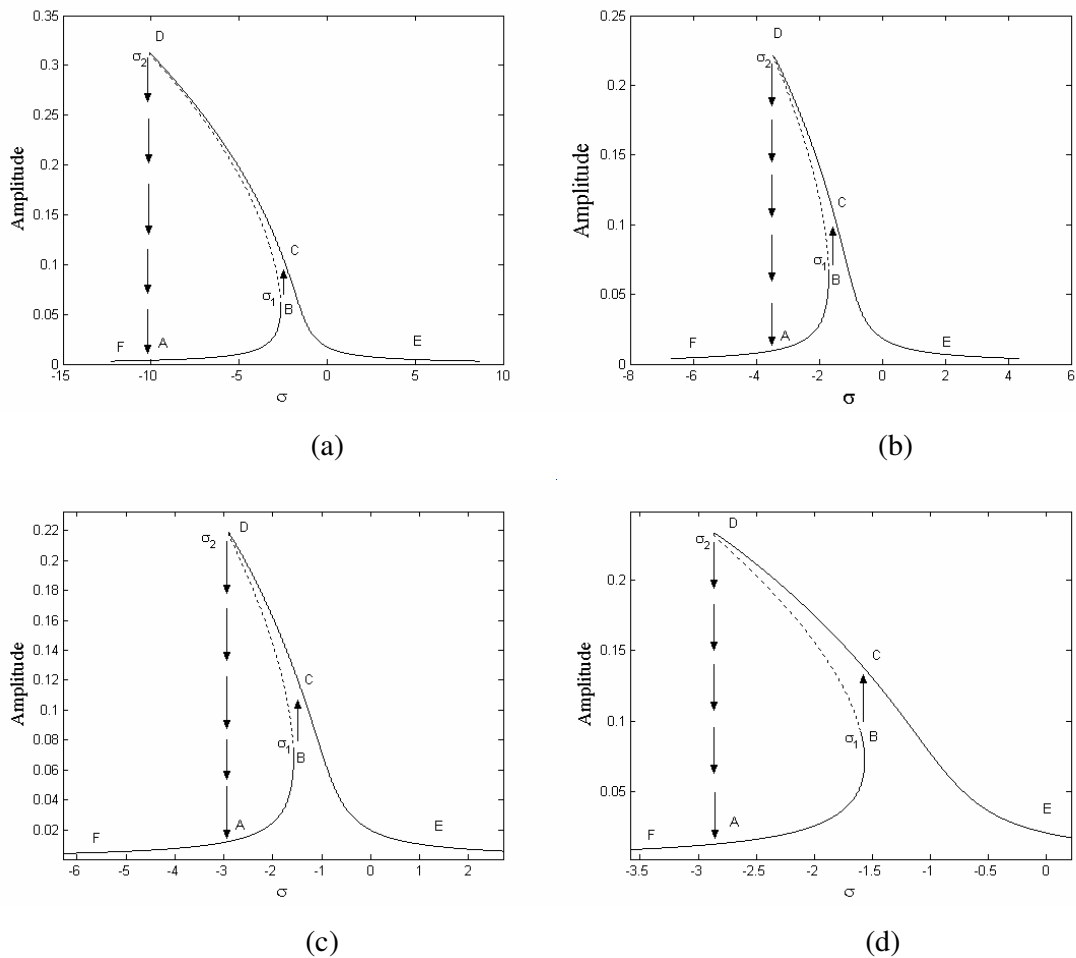 0.35
0.3
0.25
0.2
0.15
0.1
0.05
0
-15
-10
-5
0
5
10
Amplitude
σ
D
σ2
C
σ1
B
F
A
E
(a)
0.25
0.2
0.15
0.1
0.05
0
-8
-6
-4
-2
0
2
4
6
Amplitude
σ
D
σ2
C
σ1
B
F
A
E
(b)
0.22
0.2
0.18
0.16
0.14
0.12
0.1
0.08
0.06
0.04
0.02
-6
-5
-4
-3
-2
-1
0
1
2
Amplitude
σ
D
σ2
C
σ1
B
F
A
E
(c)
0.2
0.15
0.1
0.05
-3.5
-3
-2.5
-2
-1.5
-1
-0.5
0
Amplitude
σ
D
σ2
C
σ1
B
F
A
E
(d)